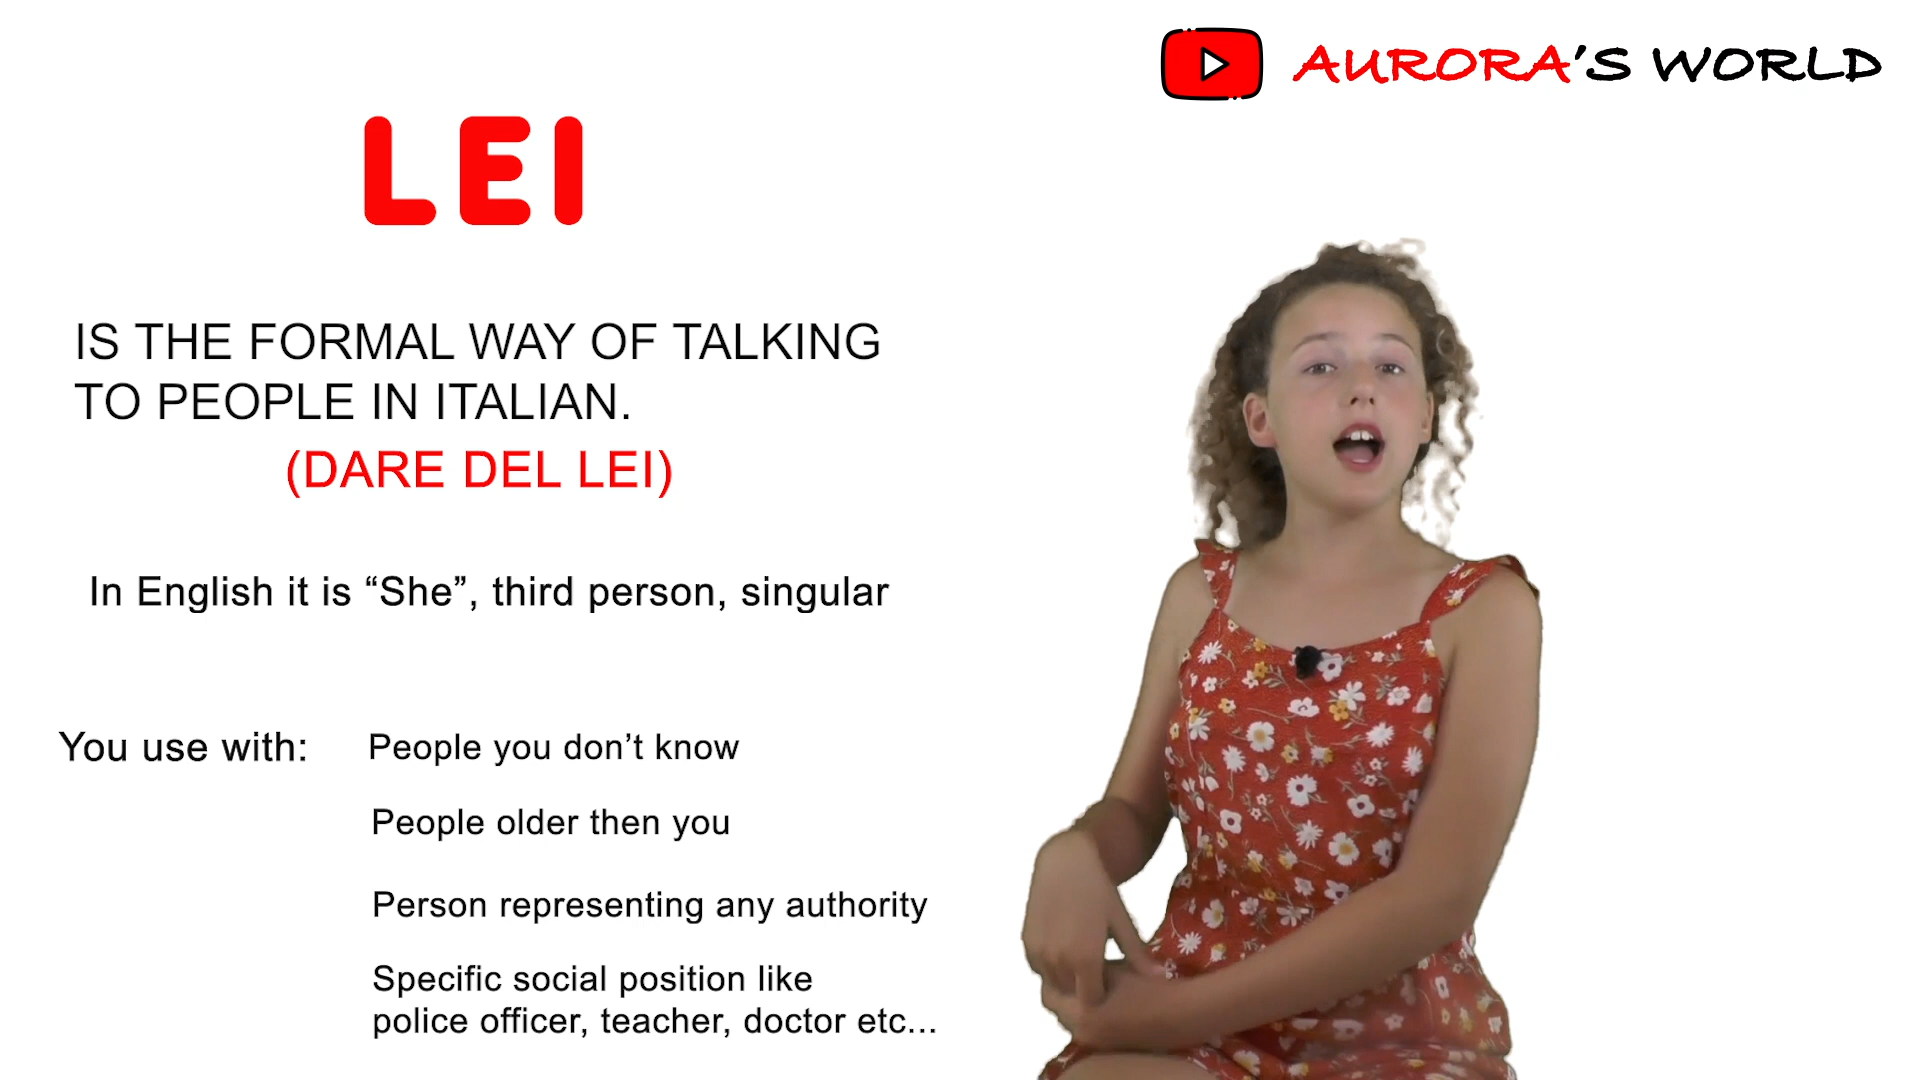 AURORA’S WORLD
LEI
IS THE FORMAL WAY OF TALKING
TO PEOPLE IN ITALIAN.
(DARE DEL LEI)
In English it is “She”, third person, singular
You use with: People you don’t know
People older then you
Person representing any authority
Specific social position like
police officer, teacher, doctor etc...